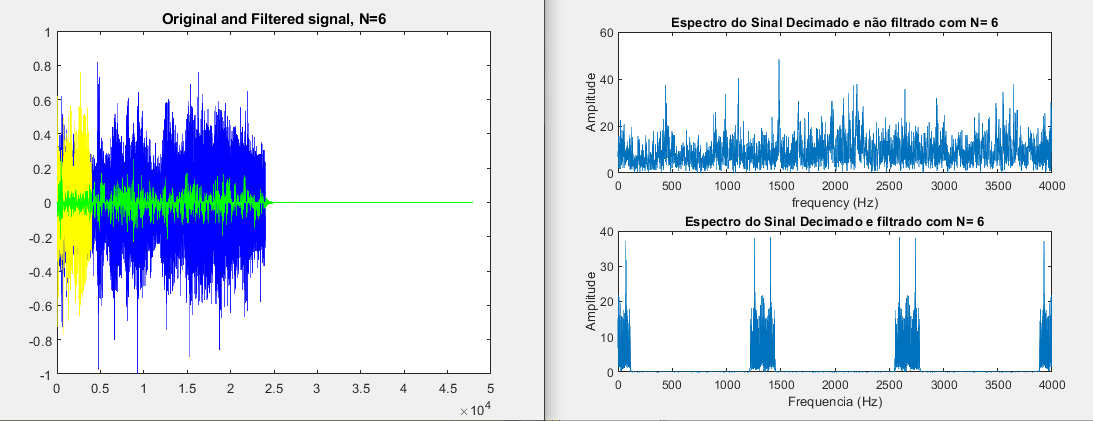 Original and Filtered signal, N=6
1
0.8
0.6
0.4
0.2
0
-0.2
-0.4
-0.6
-0.8
-1
0 0.5 1 1.5 2 2.5 3 3.5 4 4.5 5
×10^4
Espectro do Sinal Decimado e não filtrado com N= 6
Amplitude
60
40
20
0
0 500 1000 1500 2000 2500 3000 3500 4000
frequency (Hz)
Espectro do Sinal Decimado e filtrado com N= 6
Amplitude
40
30
20
10
0
0 500 1000 1500 2000 2500 3000 3500 4000
Frequencia (Hz)